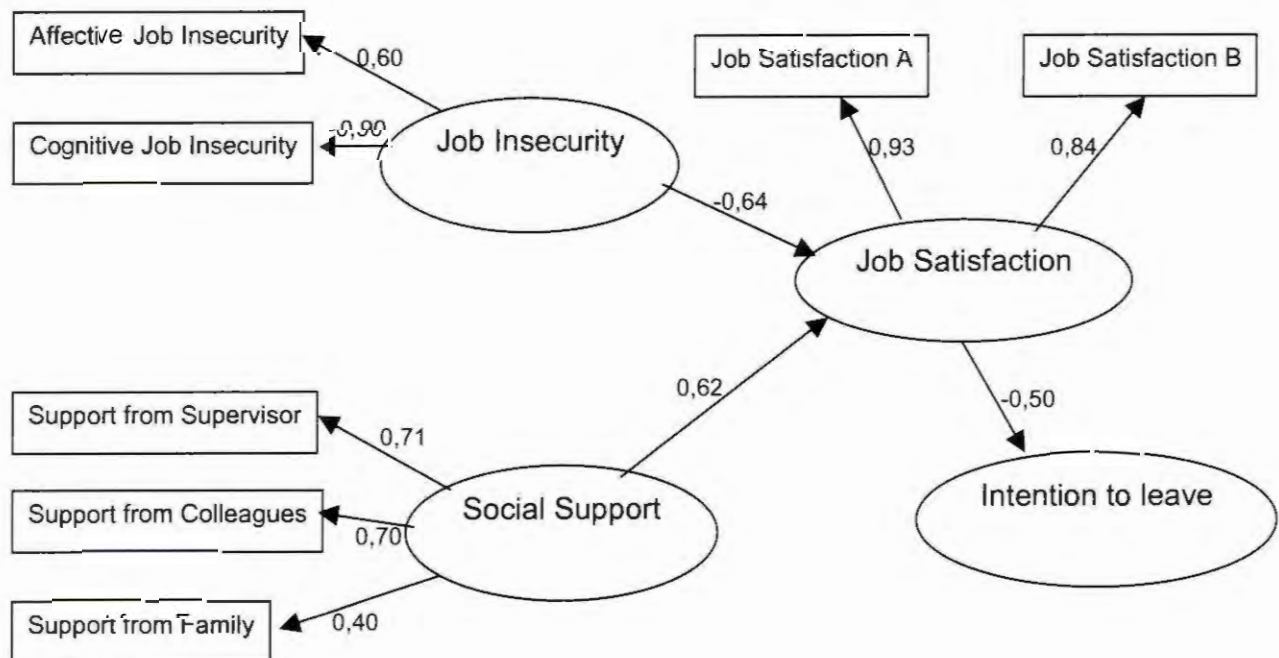 Affective Job Insecurity
0,60
Job Satisfaction A
Job Satisfaction B
Cognitive Job Insecurity
-0,90
Job Insecurity
0,93
0,84
-0,64
Job Satisfaction
Support from Supervisor
0,71
0,62
-0,50
Support from Colleagues
0,70
Social Support
Intention to leave
Support from Family
0,40